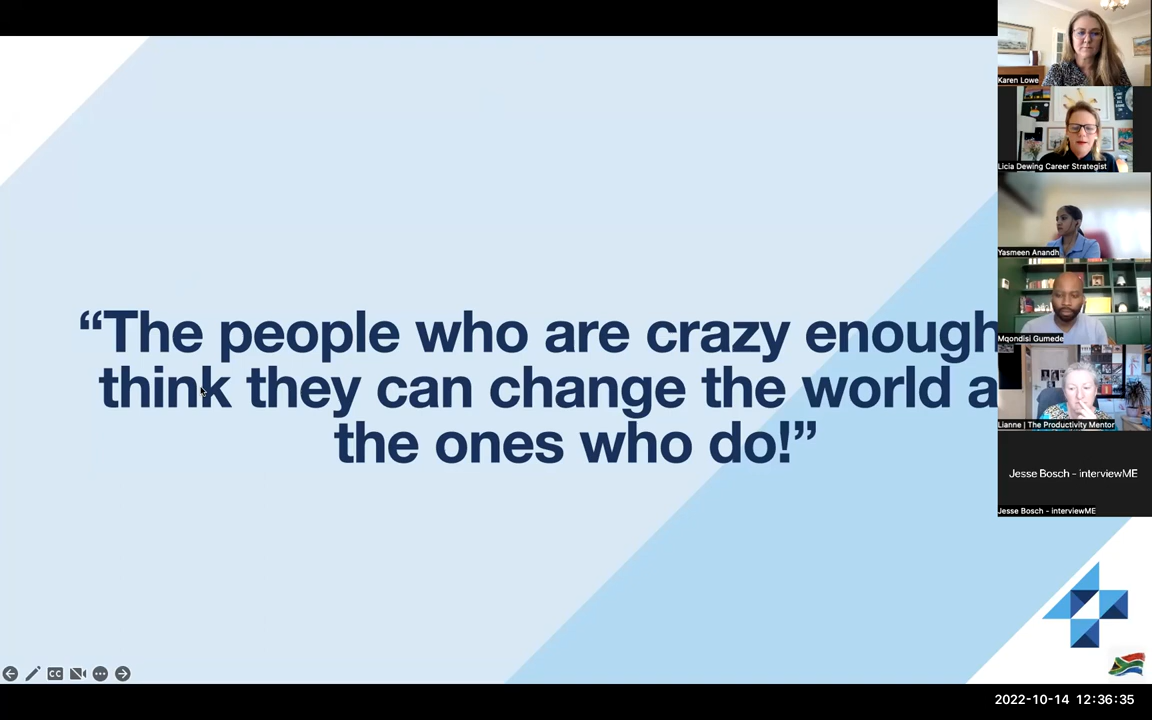 “The people who are crazy enough
think they can change the world a
the ones who do!”
Karen Lowe
Licia Dewing Career Strategist
Yasmeen Anandh
Mqondisi Gumede
Lianne | The Productivity Mentor
Jesse Bosch - interviewME
Jesse Bosch - interviewME
CC
2022-10-14 12:36:35